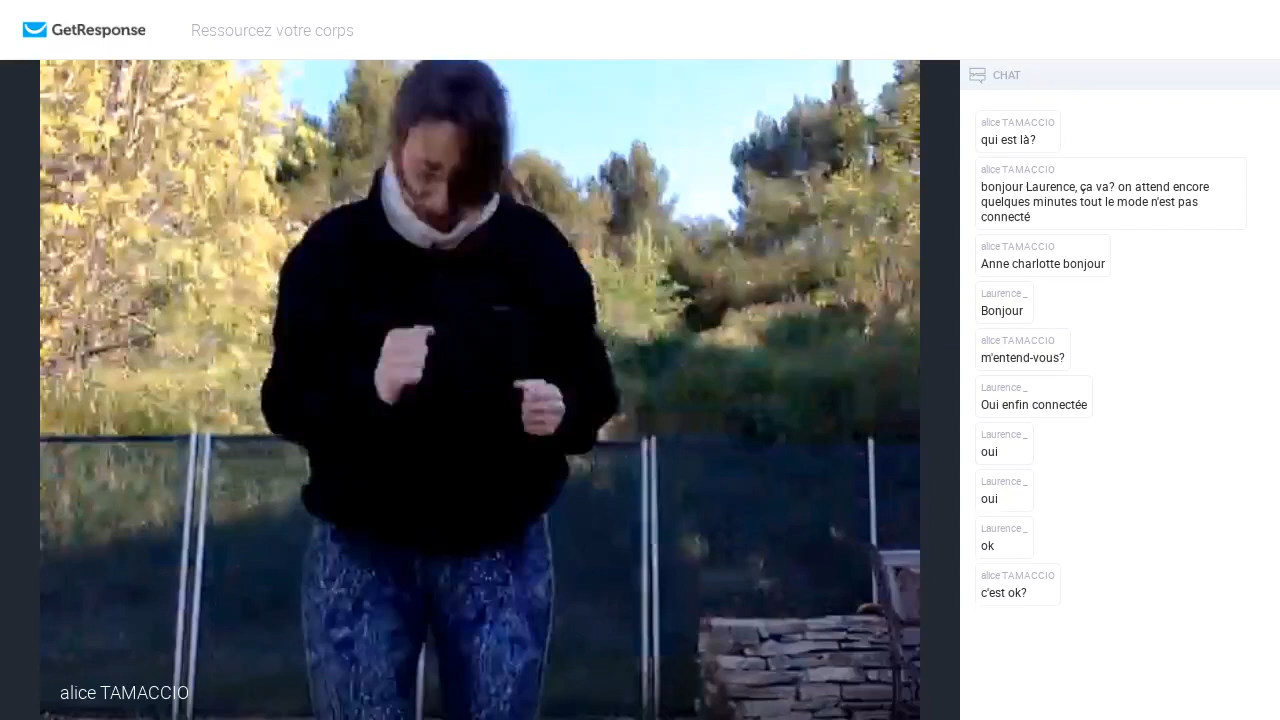 GetResponse
Ressourcez votre corps
CHAT
alice TAMACCIO
qui est là?
alice TAMACCIO
bonjour Laurence, ça va? on attend encore
quelques minutes tout le mode n'est pas
connecté
alice TAMACCIO
Anne charlotte bonjour
Laurence _
Bonjour
alice TAMACCIO
m'entend-vous?
Laurence _
Oui enfin connectée
Laurence _
oui
Laurence _
oui
Laurence _
ok
alice TAMACCIO
c'est ok?
alice TAMACCIO